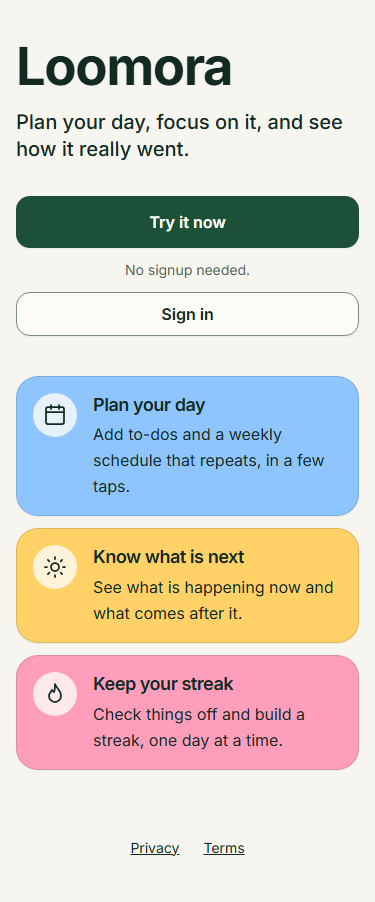 Loomora
Plan your day, focus on it, and see
how it really went.
Try it now
No signup needed.
Sign in
Plan your day
Add to-dos and a weekly
schedule that repeats, in a few
taps.
Know what is next
See what is happening now and
what comes after it.
Keep your streak
Check things off and build a
streak, one day at a time.
Privacy Terms